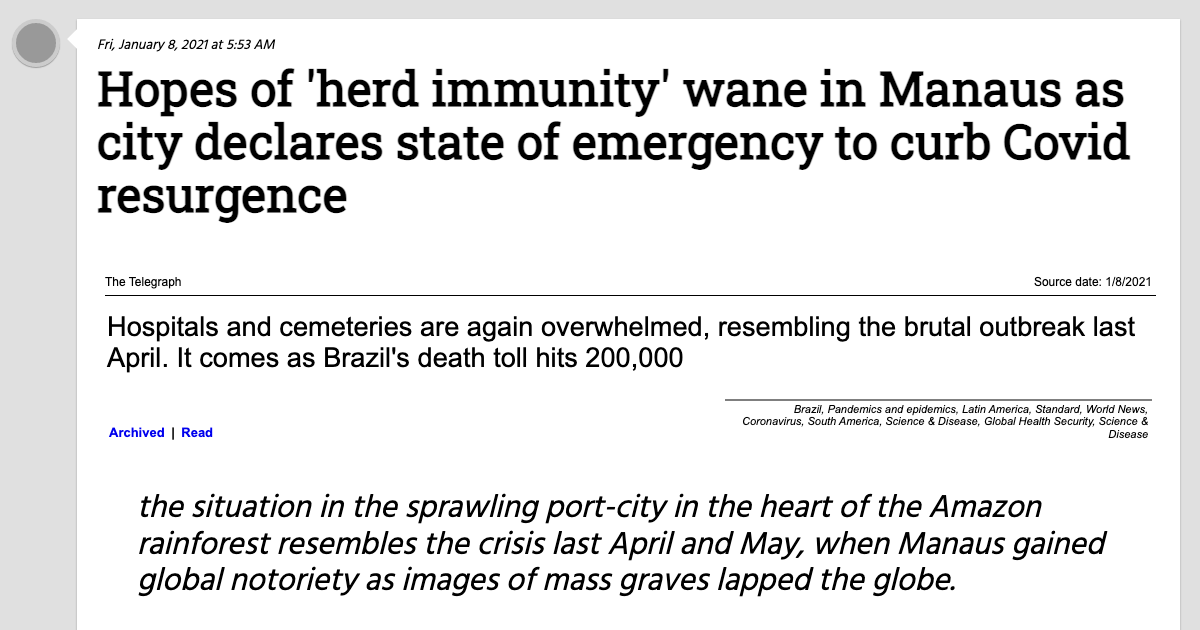 Fri, January 8, 2021 at 5:53 AM
Hopes of 'herd immunity' wane in Manaus as
city declares state of emergency to curb Covid
resurgence
The Telegraph
Source date: 1/8/2021
Hospitals and cemeteries are again overwhelmed, resembling the brutal outbreak last
April. It comes as Brazil's death toll hits 200,000
Brazil, Pandemics and epidemics, Latin America, Standard, World News,
Coronavirus, South America, Science & Disease, Global Health Security, Science &
Disease
Archived | Read
the situation in the sprawling port-city in the heart of the Amazon
rainforest resembles the crisis last April and May, when Manaus gained
global notoriety as images of mass graves lapped the globe.